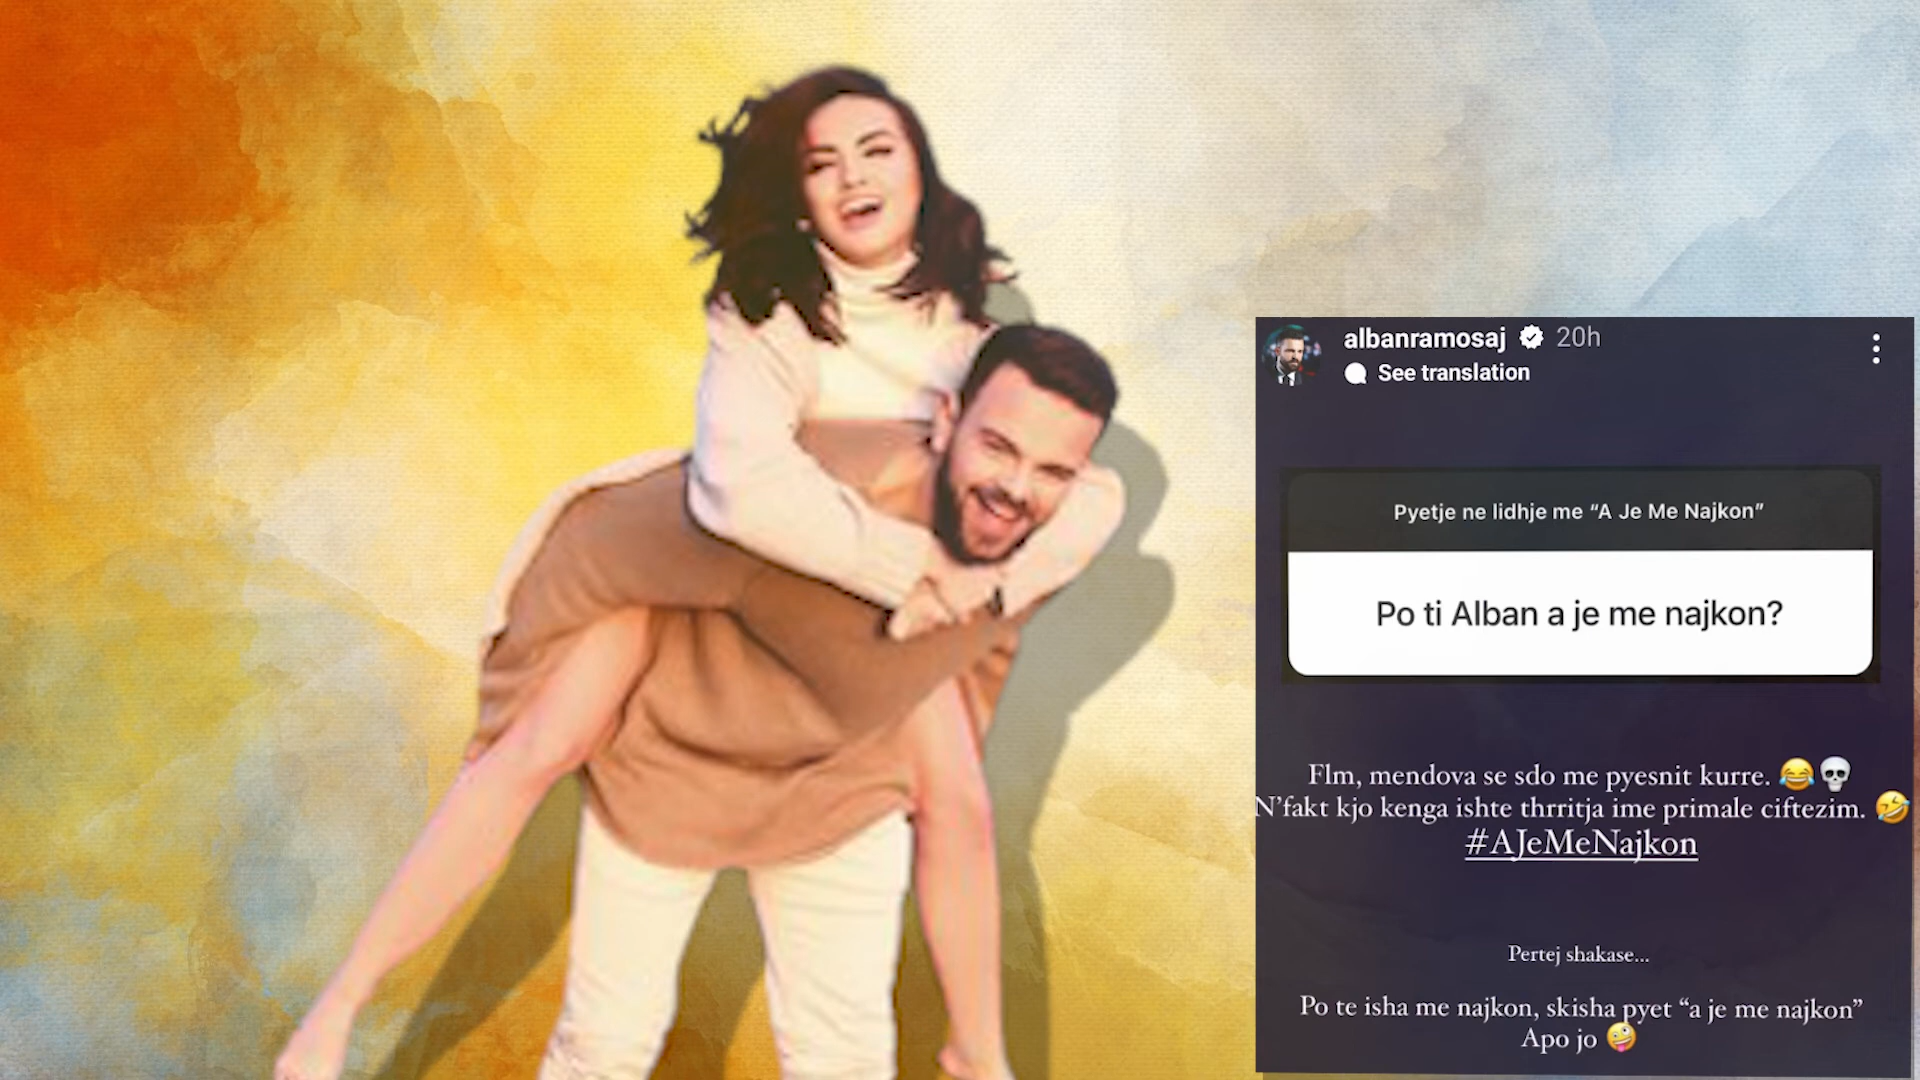 albanramosaj 20h
See translation
Pyetje ne lidhje me “A Je Me Najkon”
Po ti Alban a je me najkon?
Flm, mendova se sdo me pyesnit kurre. 😂💀
N’fakt kjo kenga ishte thrritja ime primale ciftezim. 🤣
#AJeMeNajkon
Pertej shakase...
Po te isha me najkon, skisha pyet “a je me najkon”
Apo jo 🤪